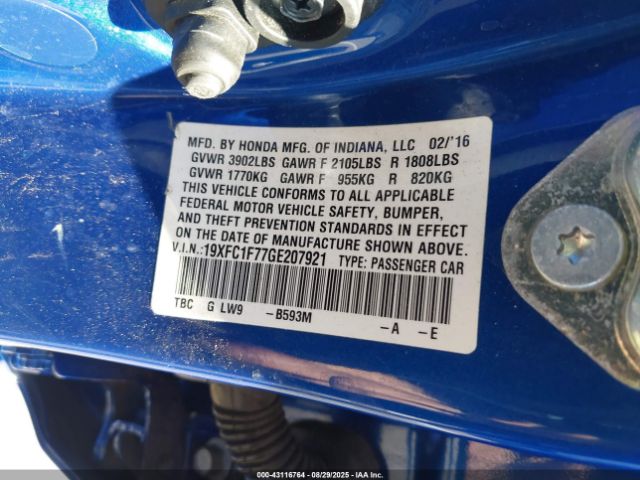 MFD. BY HONDA MFG. OF INDIANA, LLC 02/'16
GVWR 3902LBS GAWR F 2105LBS R 1808LBS
GVWR 1770KG GAWR F 955KG R 820KG
THIS VEHICLE CONFORMS TO ALL APPLICABLE
FEDERAL MOTOR VEHICLE SAFETY, BUMPER,
AND THEFT PREVENTION STANDARDS IN EFFECT
ON THE DATE OF MANUFACTURE SHOWN ABOVE.
V.I.N.:19XFC1F77GE207921 TYPE: PASSENGER CAR
TBC G LW9 -B593M -A -E
000-43116764 08/29/2025 IAA Inc.